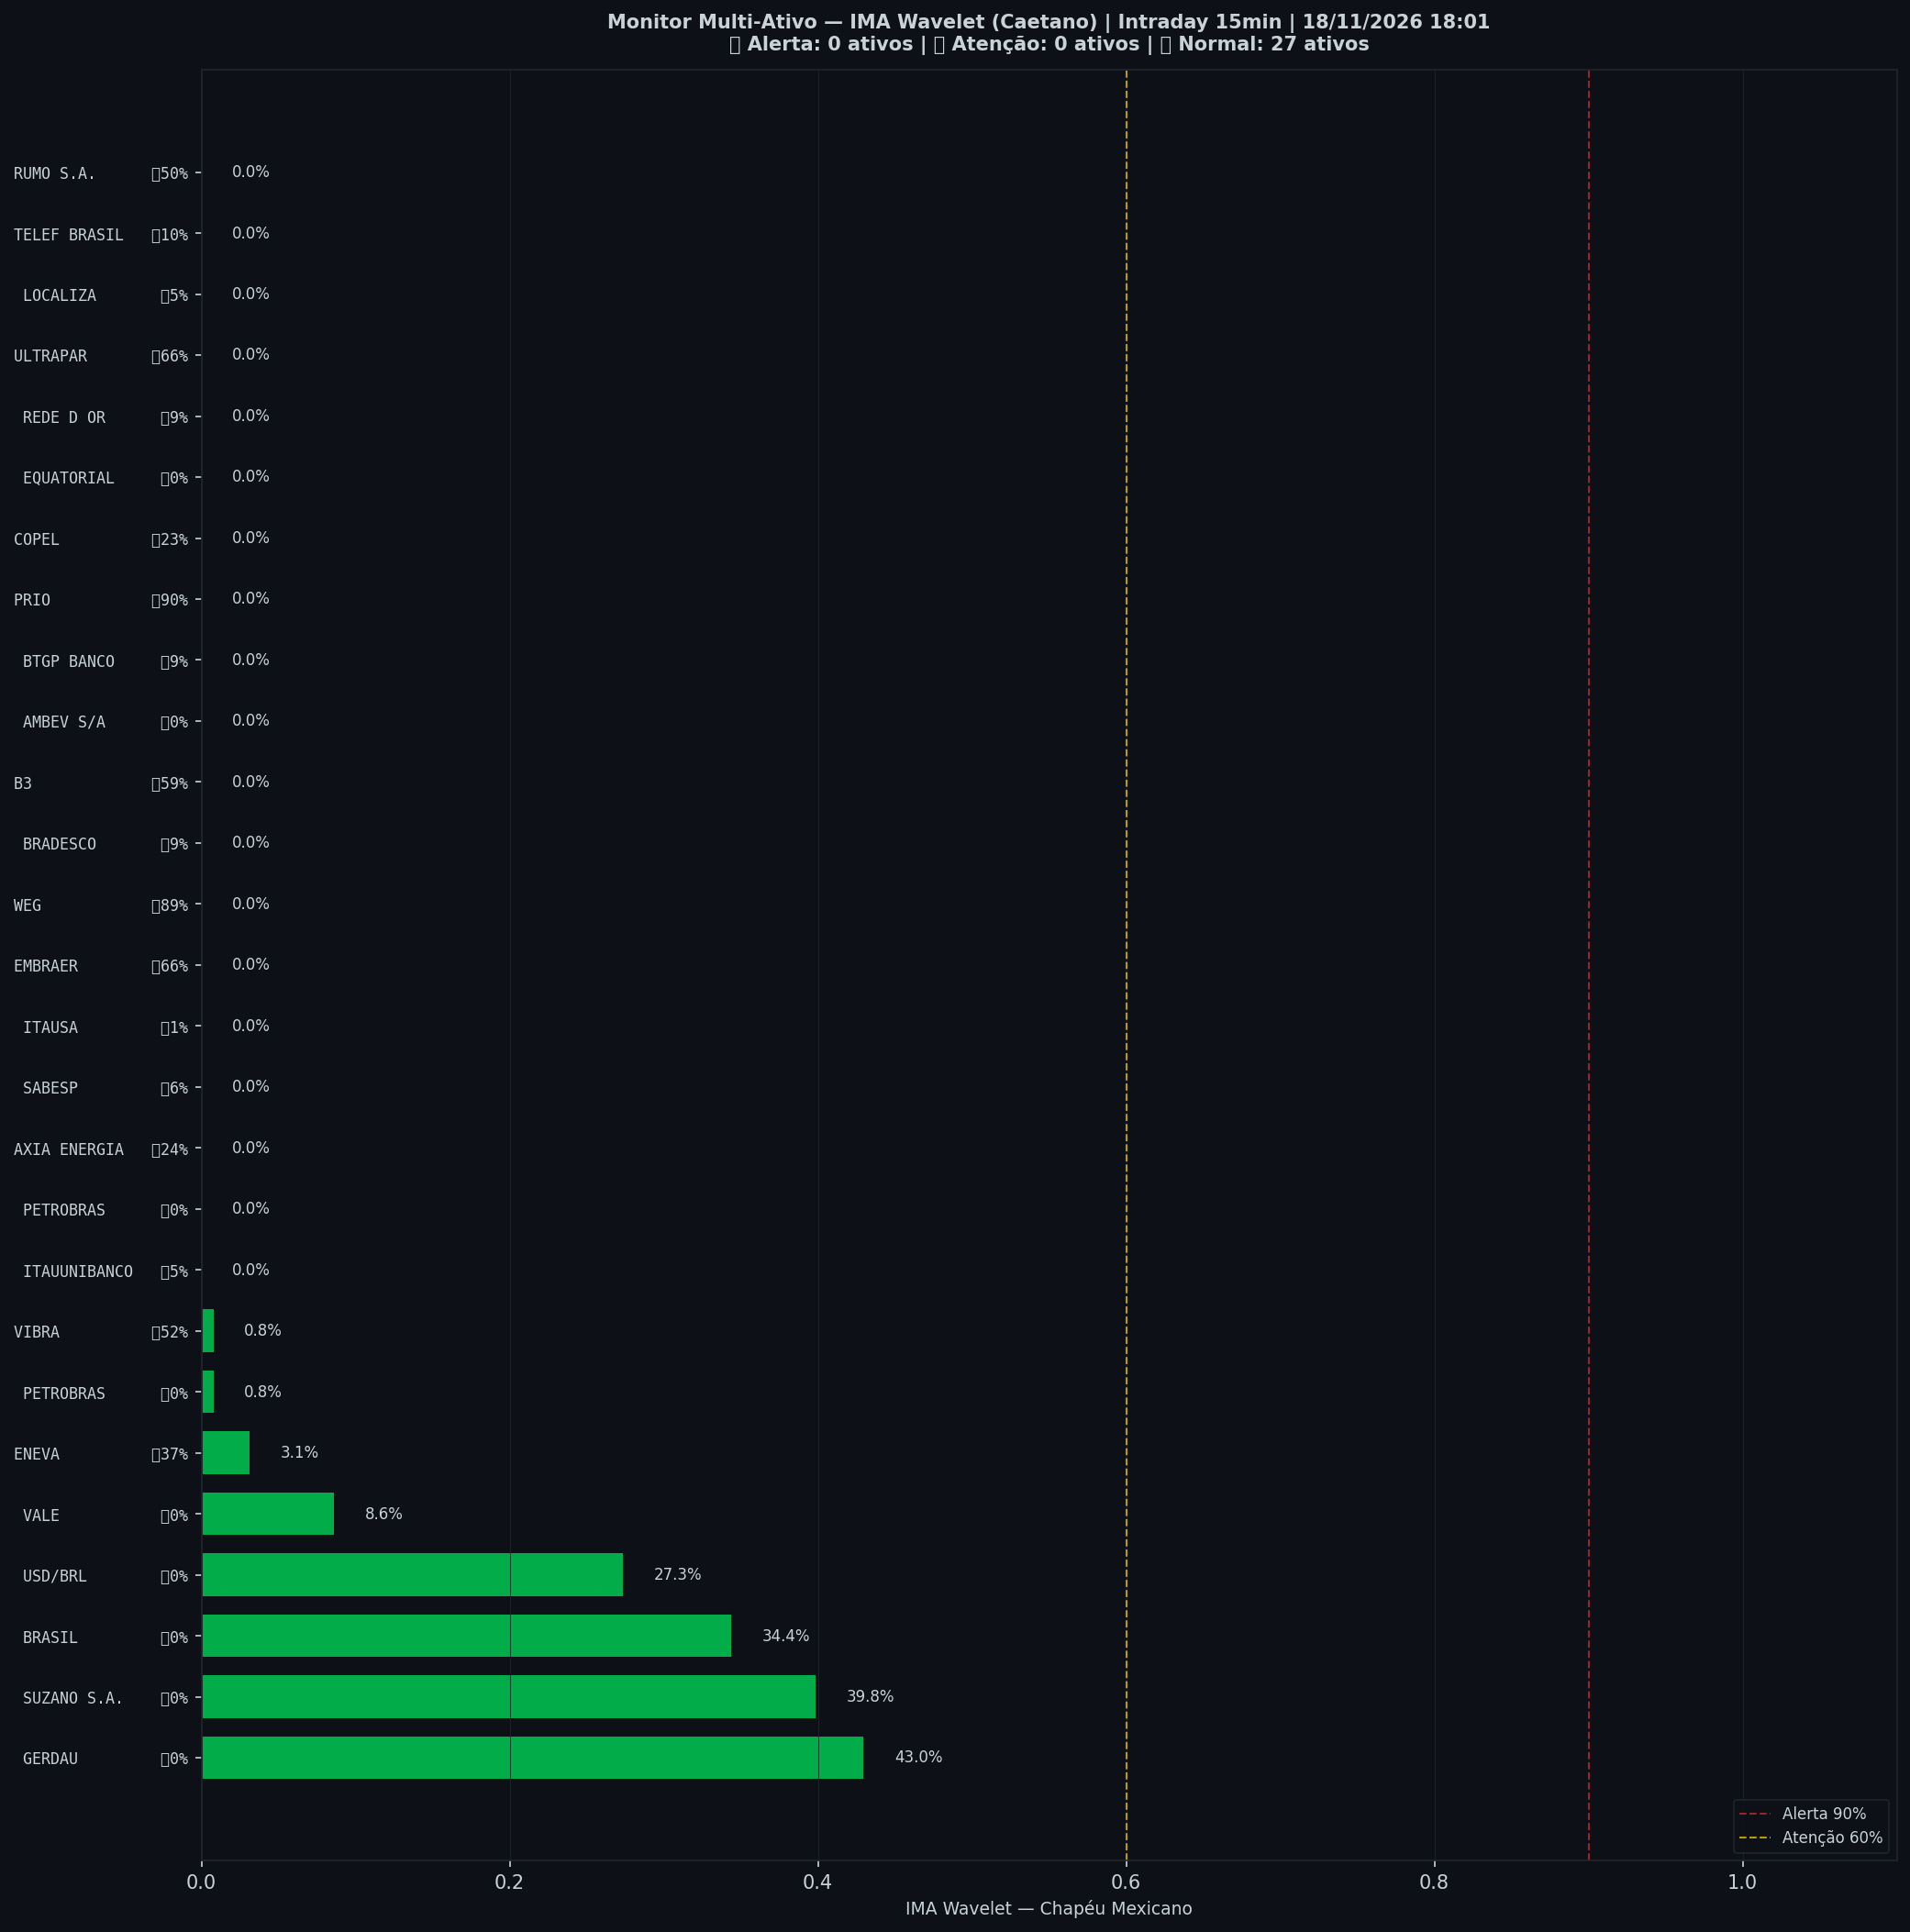 Monitor Multi-Ativo — IMA Wavelet (Caetano) | Intraday 15min | 18/11/2026 18:01
▯ Alerta: 0 ativos | ▯ Atenção: 0 ativos | ▯ Normal: 27 ativos
RUMO S.A. ▯50% 0.0%
TELEF BRASIL ▯10% 0.0%
LOCALIZA ▯5% 0.0%
ULTRAPAR ▯66% 0.0%
REDE D OR ▯9% 0.0%
EQUATORIAL ▯0% 0.0%
COPEL ▯23% 0.0%
PRIO ▯90% 0.0%
BTGP BANCO ▯9% 0.0%
AMBEV S/A ▯0% 0.0%
B3 ▯59% 0.0%
BRADESCO ▯9% 0.0%
WEG ▯89% 0.0%
EMBRAER ▯66% 0.0%
ITAUSA ▯1% 0.0%
SABESP ▯6% 0.0%
AXIA ENERGIA ▯24% 0.0%
PETROBRAS ▯0% 0.0%
ITAUUNIBANCO ▯5% 0.0%
VIBRA ▯52% 0.8%
PETROBRAS ▯0% 0.8%
ENEVA ▯37% 3.1%
VALE ▯0% 8.6%
USD/BRL ▯0% 27.3%
BRASIL ▯0% 34.4%
SUZANO S.A. ▯0% 39.8%
GERDAU ▯0% 43.0%
Alerta 90%
Atenção 60%
0.0 0.2 0.4 0.6 0.8 1.0
IMA Wavelet — Chapéu Mexicano